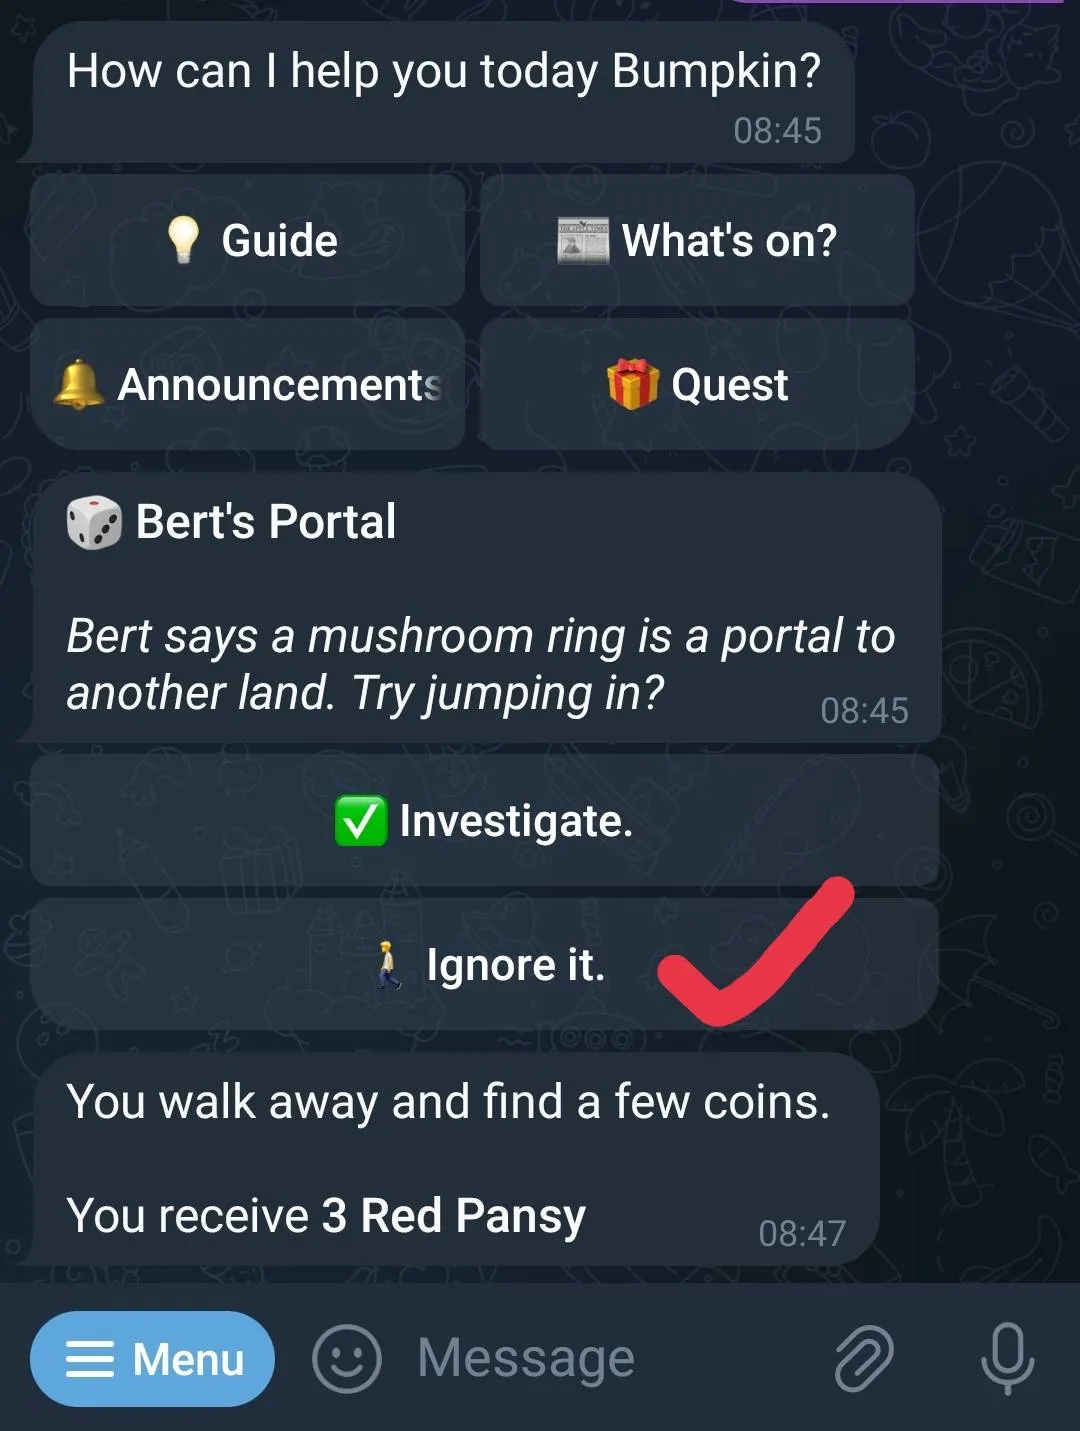 How can I help you today Bumpkin?
08:45
Guide
What's on?
Announcements
Quest
Bert's Portal
Bert says a mushroom ring is a portal to
another land. Try jumping in?
08:45
Investigate.
Ignore it.
You walk away and find a few coins.
You receive 3 Red Pansy
08:47
Menu
Message